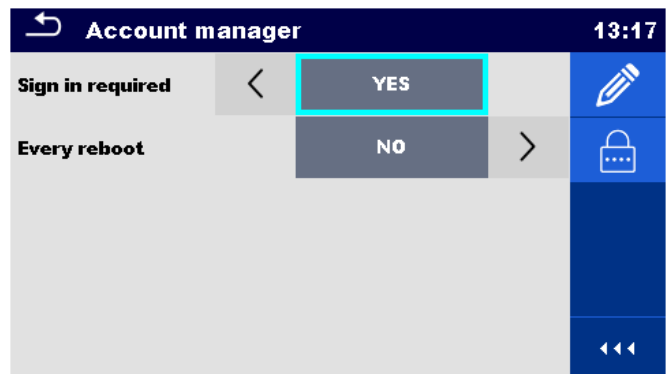 Account manager 13:17
Sign in required YES
Every reboot NO